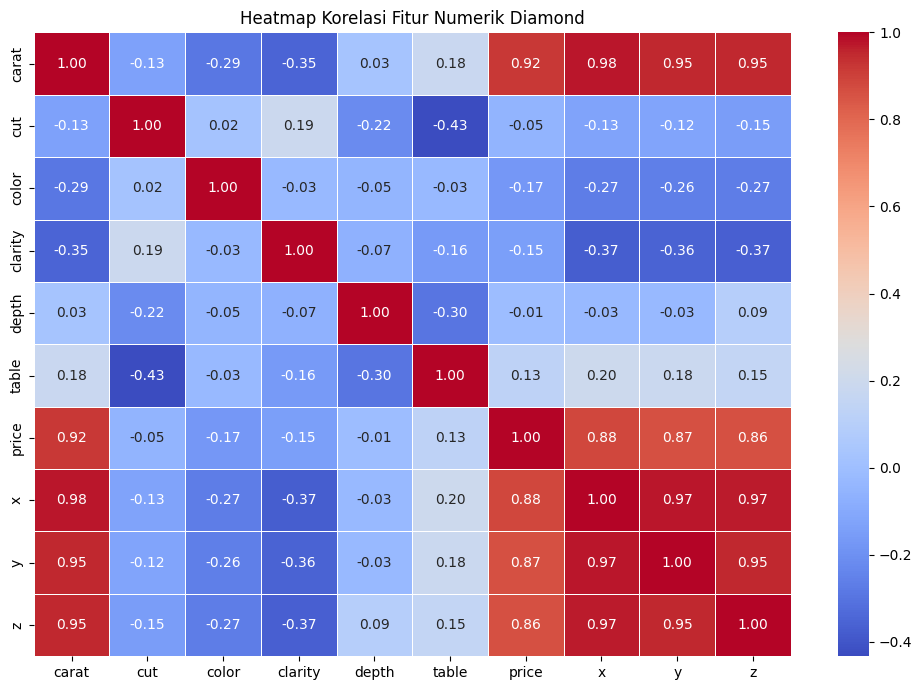 Heatmap Korelasi Fitur Numerik Diamond
carat 1.00 -0.13 -0.29 -0.35 0.03 0.18 0.92 0.98 0.95 0.95
cut -0.13 1.00 0.02 0.19 -0.22 -0.43 -0.05 -0.13 -0.12 -0.15
color -0.29 0.02 1.00 -0.03 -0.05 -0.03 -0.17 -0.27 -0.26 -0.27
clarity -0.35 0.19 -0.03 1.00 -0.07 -0.16 -0.15 -0.37 -0.36 -0.37
depth 0.03 -0.22 -0.05 -0.07 1.00 -0.30 -0.01 -0.03 -0.03 0.09
table 0.18 -0.43 -0.03 -0.16 -0.30 1.00 0.13 0.20 0.18 0.15
price 0.92 -0.05 -0.17 -0.15 -0.01 0.13 1.00 0.88 0.87 0.86
x 0.98 -0.13 -0.27 -0.37 -0.03 0.20 0.88 1.00 0.97 0.97
y 0.95 -0.12 -0.26 -0.36 -0.03 0.18 0.87 0.97 1.00 0.95
z 0.95 -0.15 -0.27 -0.37 0.09 0.15 0.86 0.97 0.95 1.00
carat cut color clarity depth table price x y z
1.0
0.8
0.6
0.4
0.2
0.0
-0.2
-0.4